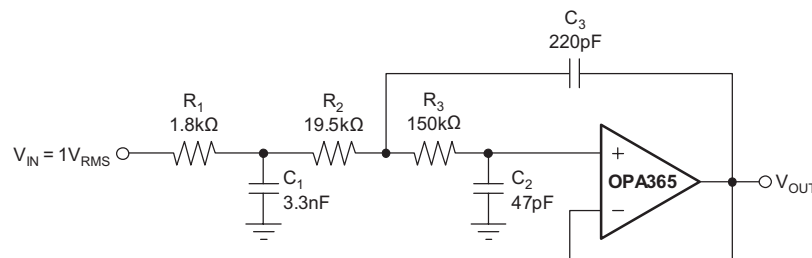 C3
220pF
R1
1.8kΩ
R2
19.5kΩ
R3
150kΩ
VIN = 1VRMS
C1
3.3nF
C2
47pF
+
OPA365
−
VOUT